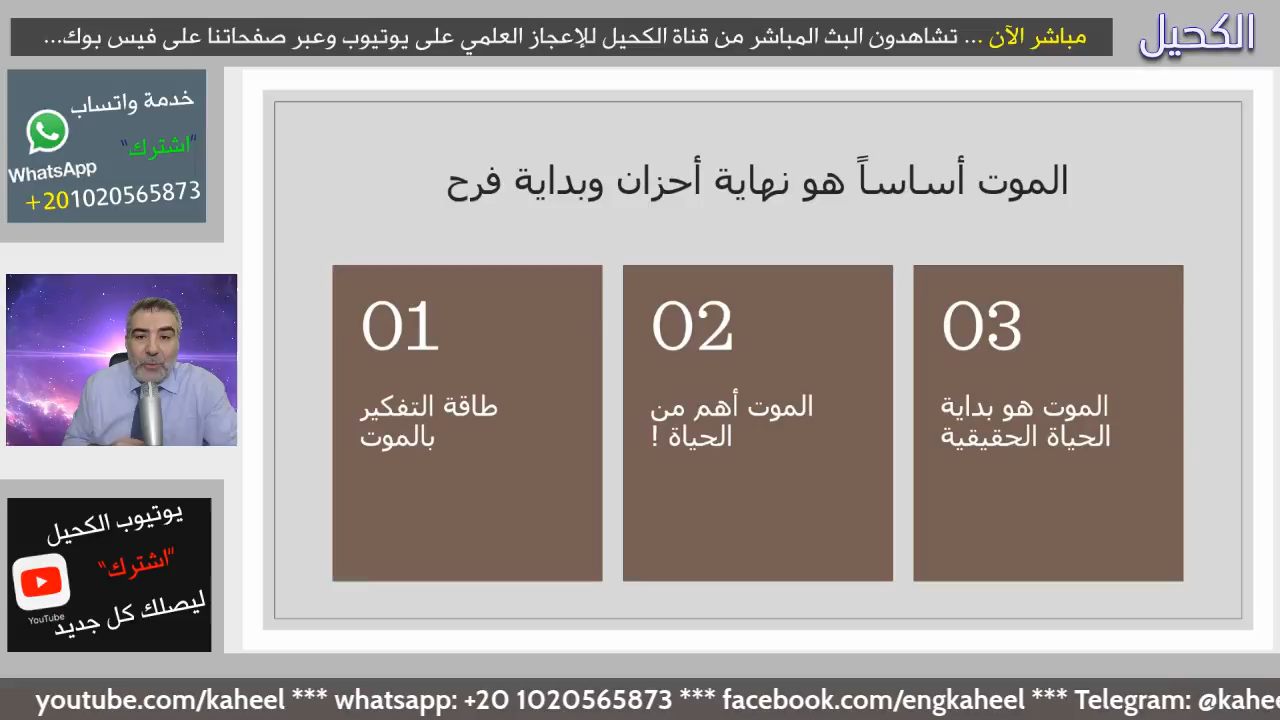 الكحيل
مباشر الآن ... تشاهدون البث المباشر من قناة الكحيل للإعجاز العلمي على يوتيوب وعبر صفحاتنا على فيس بوك...
خدمة واتساب
"اشترك"
WhatsApp
+201020565873
الموت أساساً هو نهاية أحزان وبداية فرح
01
طاقة التفكير
بالموت
02
الموت أهم من
الحياة !
03
الموت هو بداية
الحياة الحقيقية
يوتيوب الكحيل
"اشترك"
YouTube
ليصلك كل جديد
youtube.com/kaheel *** whatsapp: +20 1020565873 *** facebook.com/engkaheel *** Telegram: @kahee